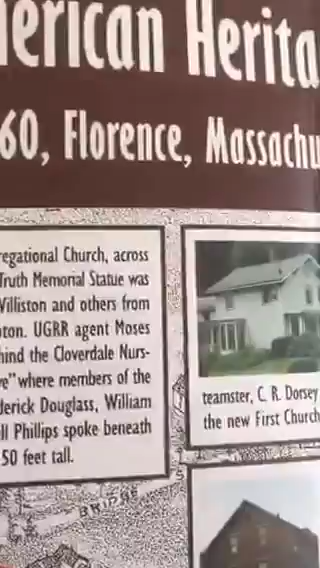 merican Herita
60, Florence, Massachu
regational Church, across
Truth Memorial Statue was
Williston and others from
pton. UGRR agent Moses
hind the Cloverdale Nurs-
re" where members of the
derick Douglass, William
ll Phillips spoke beneath
50 feet tall.
teamster, C. R. Dorsey
the new First Church
BRIDGE